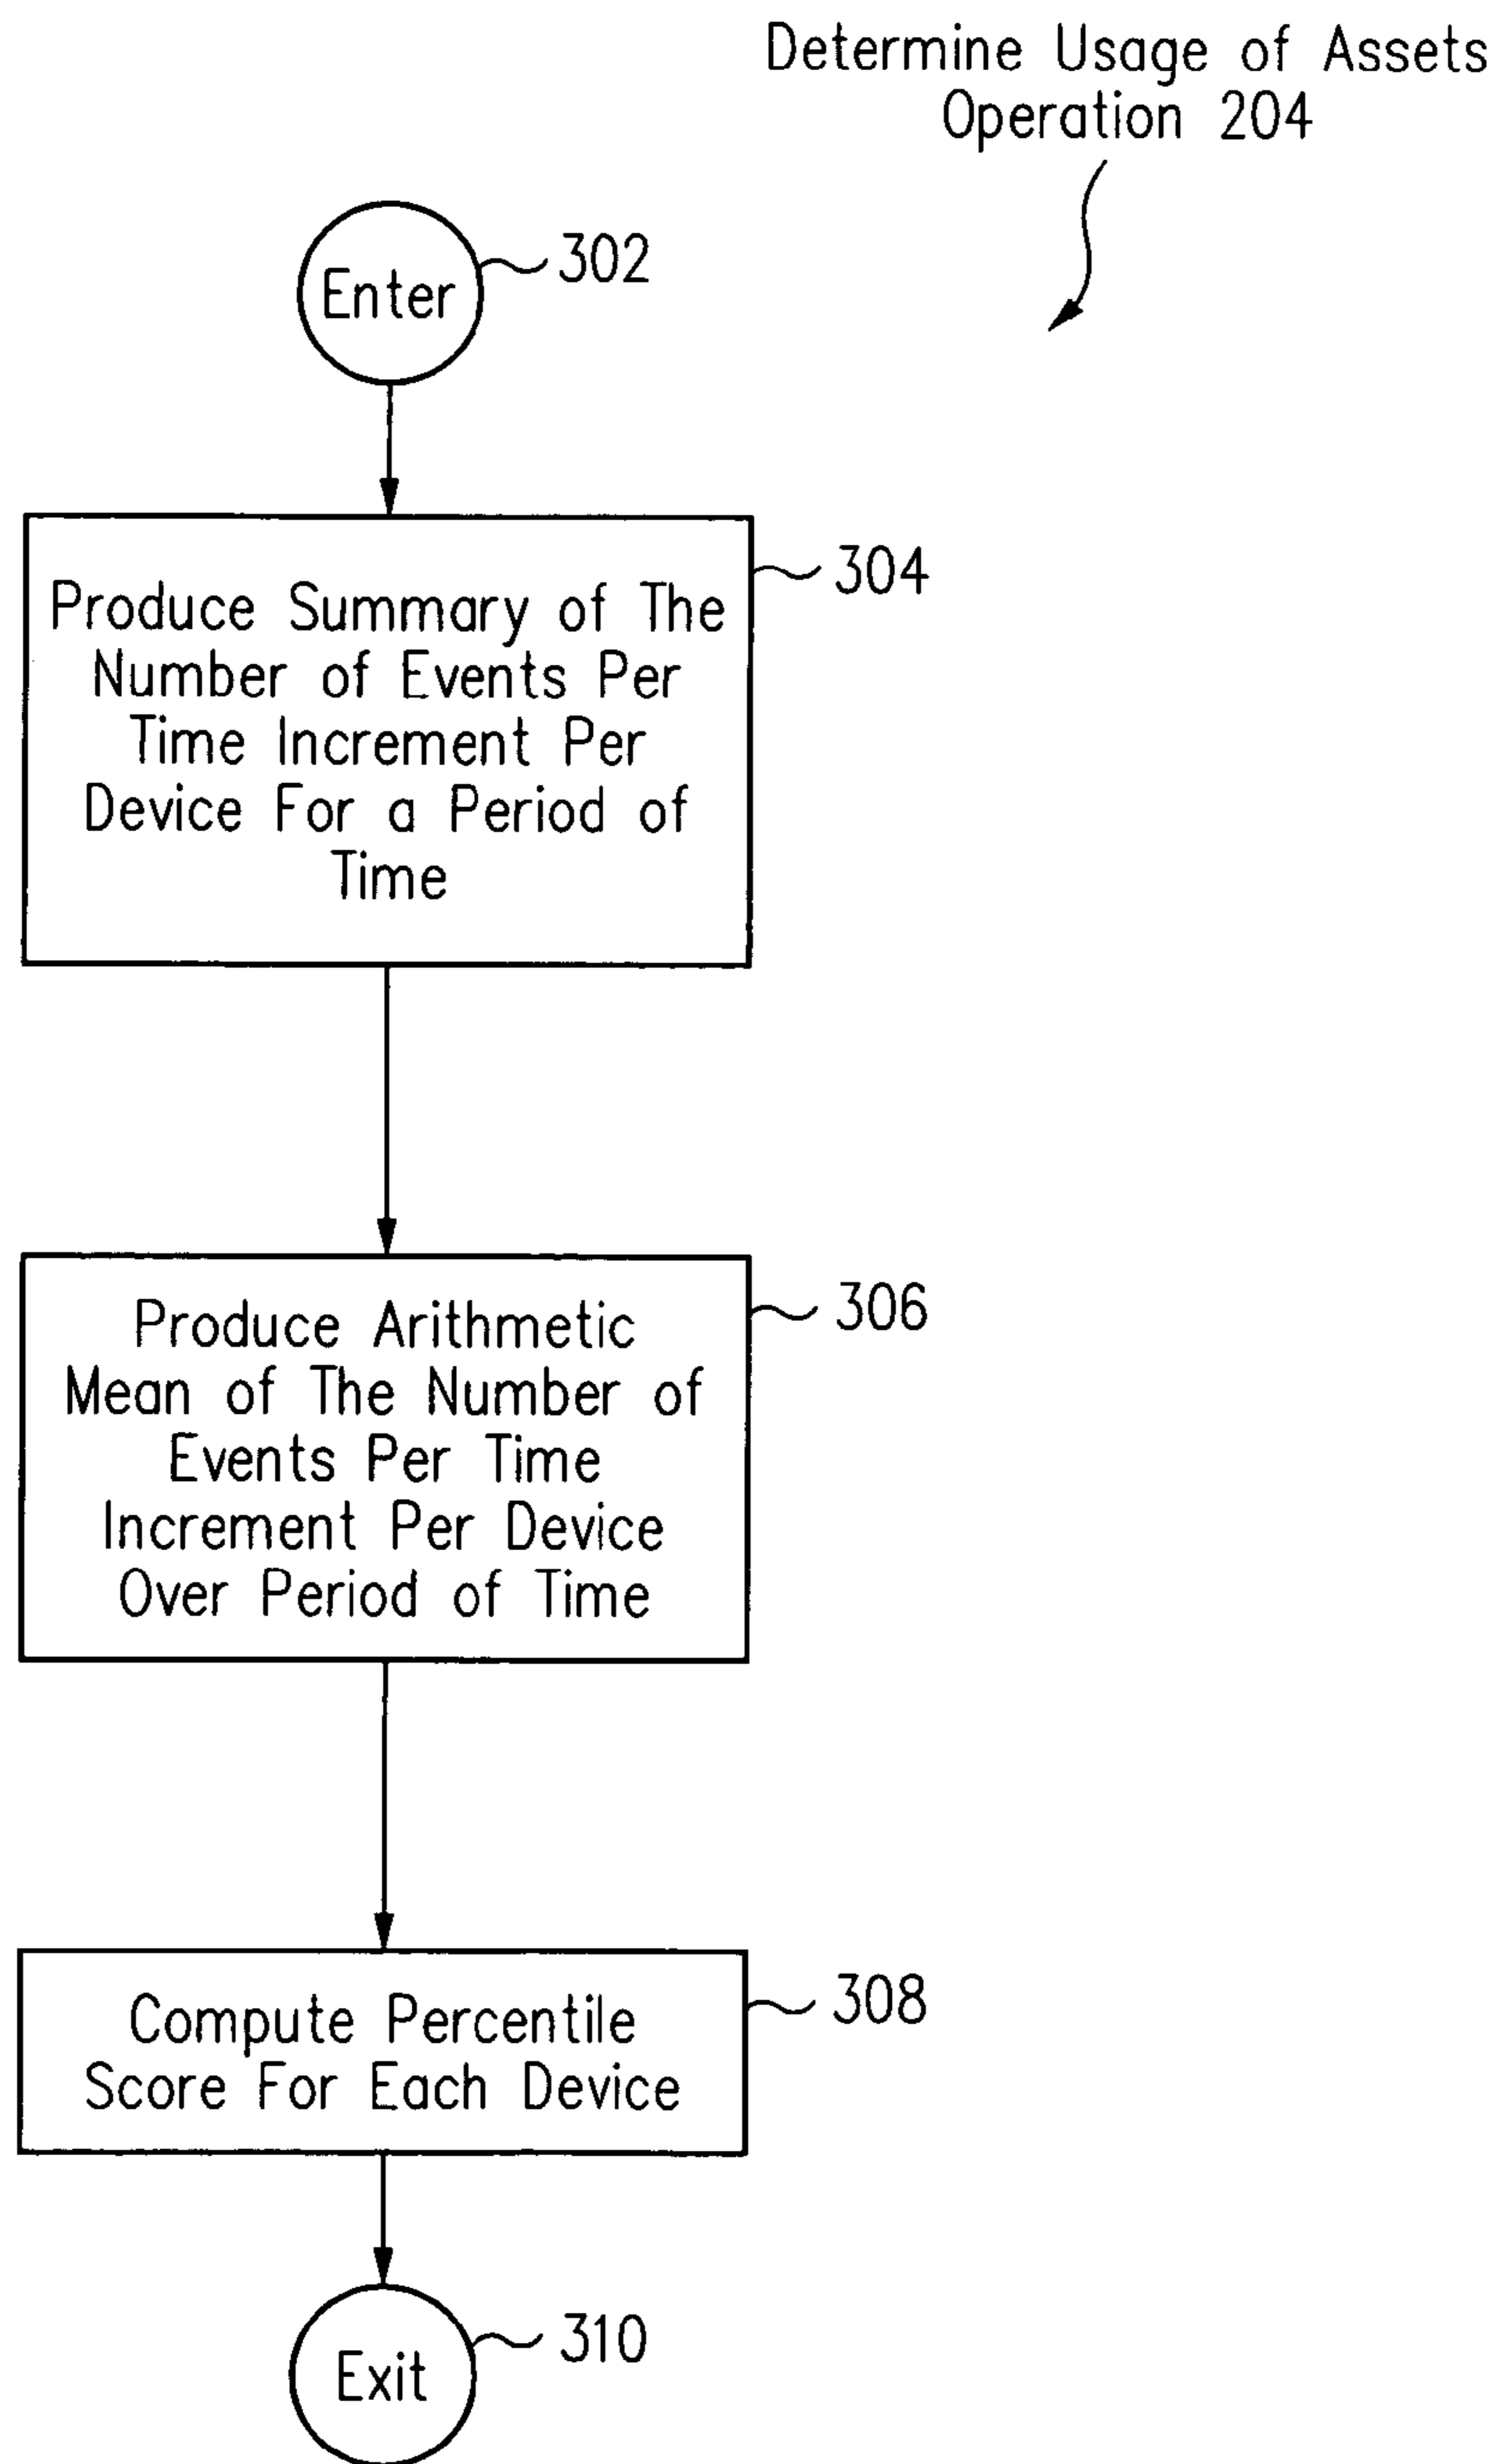 Determine Usage of Assets
Operation 204
Enter
302
304
Produce Summary of The
Number of Events Per
Time Increment Per
Device For a Period of
Time
306
Produce Arithmetic
Mean of The Number of
Events Per Time
Increment Per Device
Over Period of Time
308
Compute Percentile
Score For Each Device
310
Exit